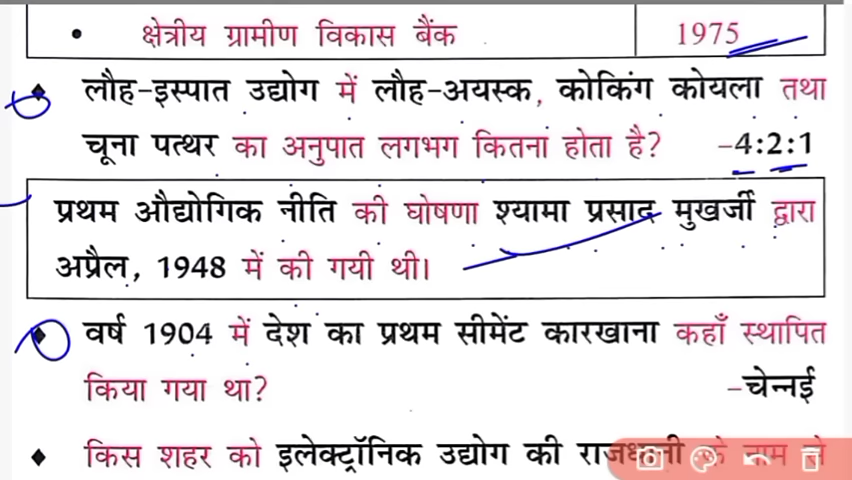 • क्षेत्रीय ग्रामीण विकास बैंक 1975
♦ लौह-इस्पात उद्योग में लौह-अयस्क, कोकिंग कोयला तथा
चूना पत्थर का अनुपात लगभग कितना होता है? –4:2:1
प्रथम औद्योगिक नीति की घोषणा श्यामा प्रसाद मुखर्जी द्वारा
अप्रैल, 1948 में की गयी थी।
♦ वर्ष 1904 में देश का प्रथम सीमेंट कारखाना कहाँ स्थापित
किया गया था? –चेन्नई
♦ किस शहर को इलेक्ट्रॉनिक उद्योग की राजधानी के नाम से